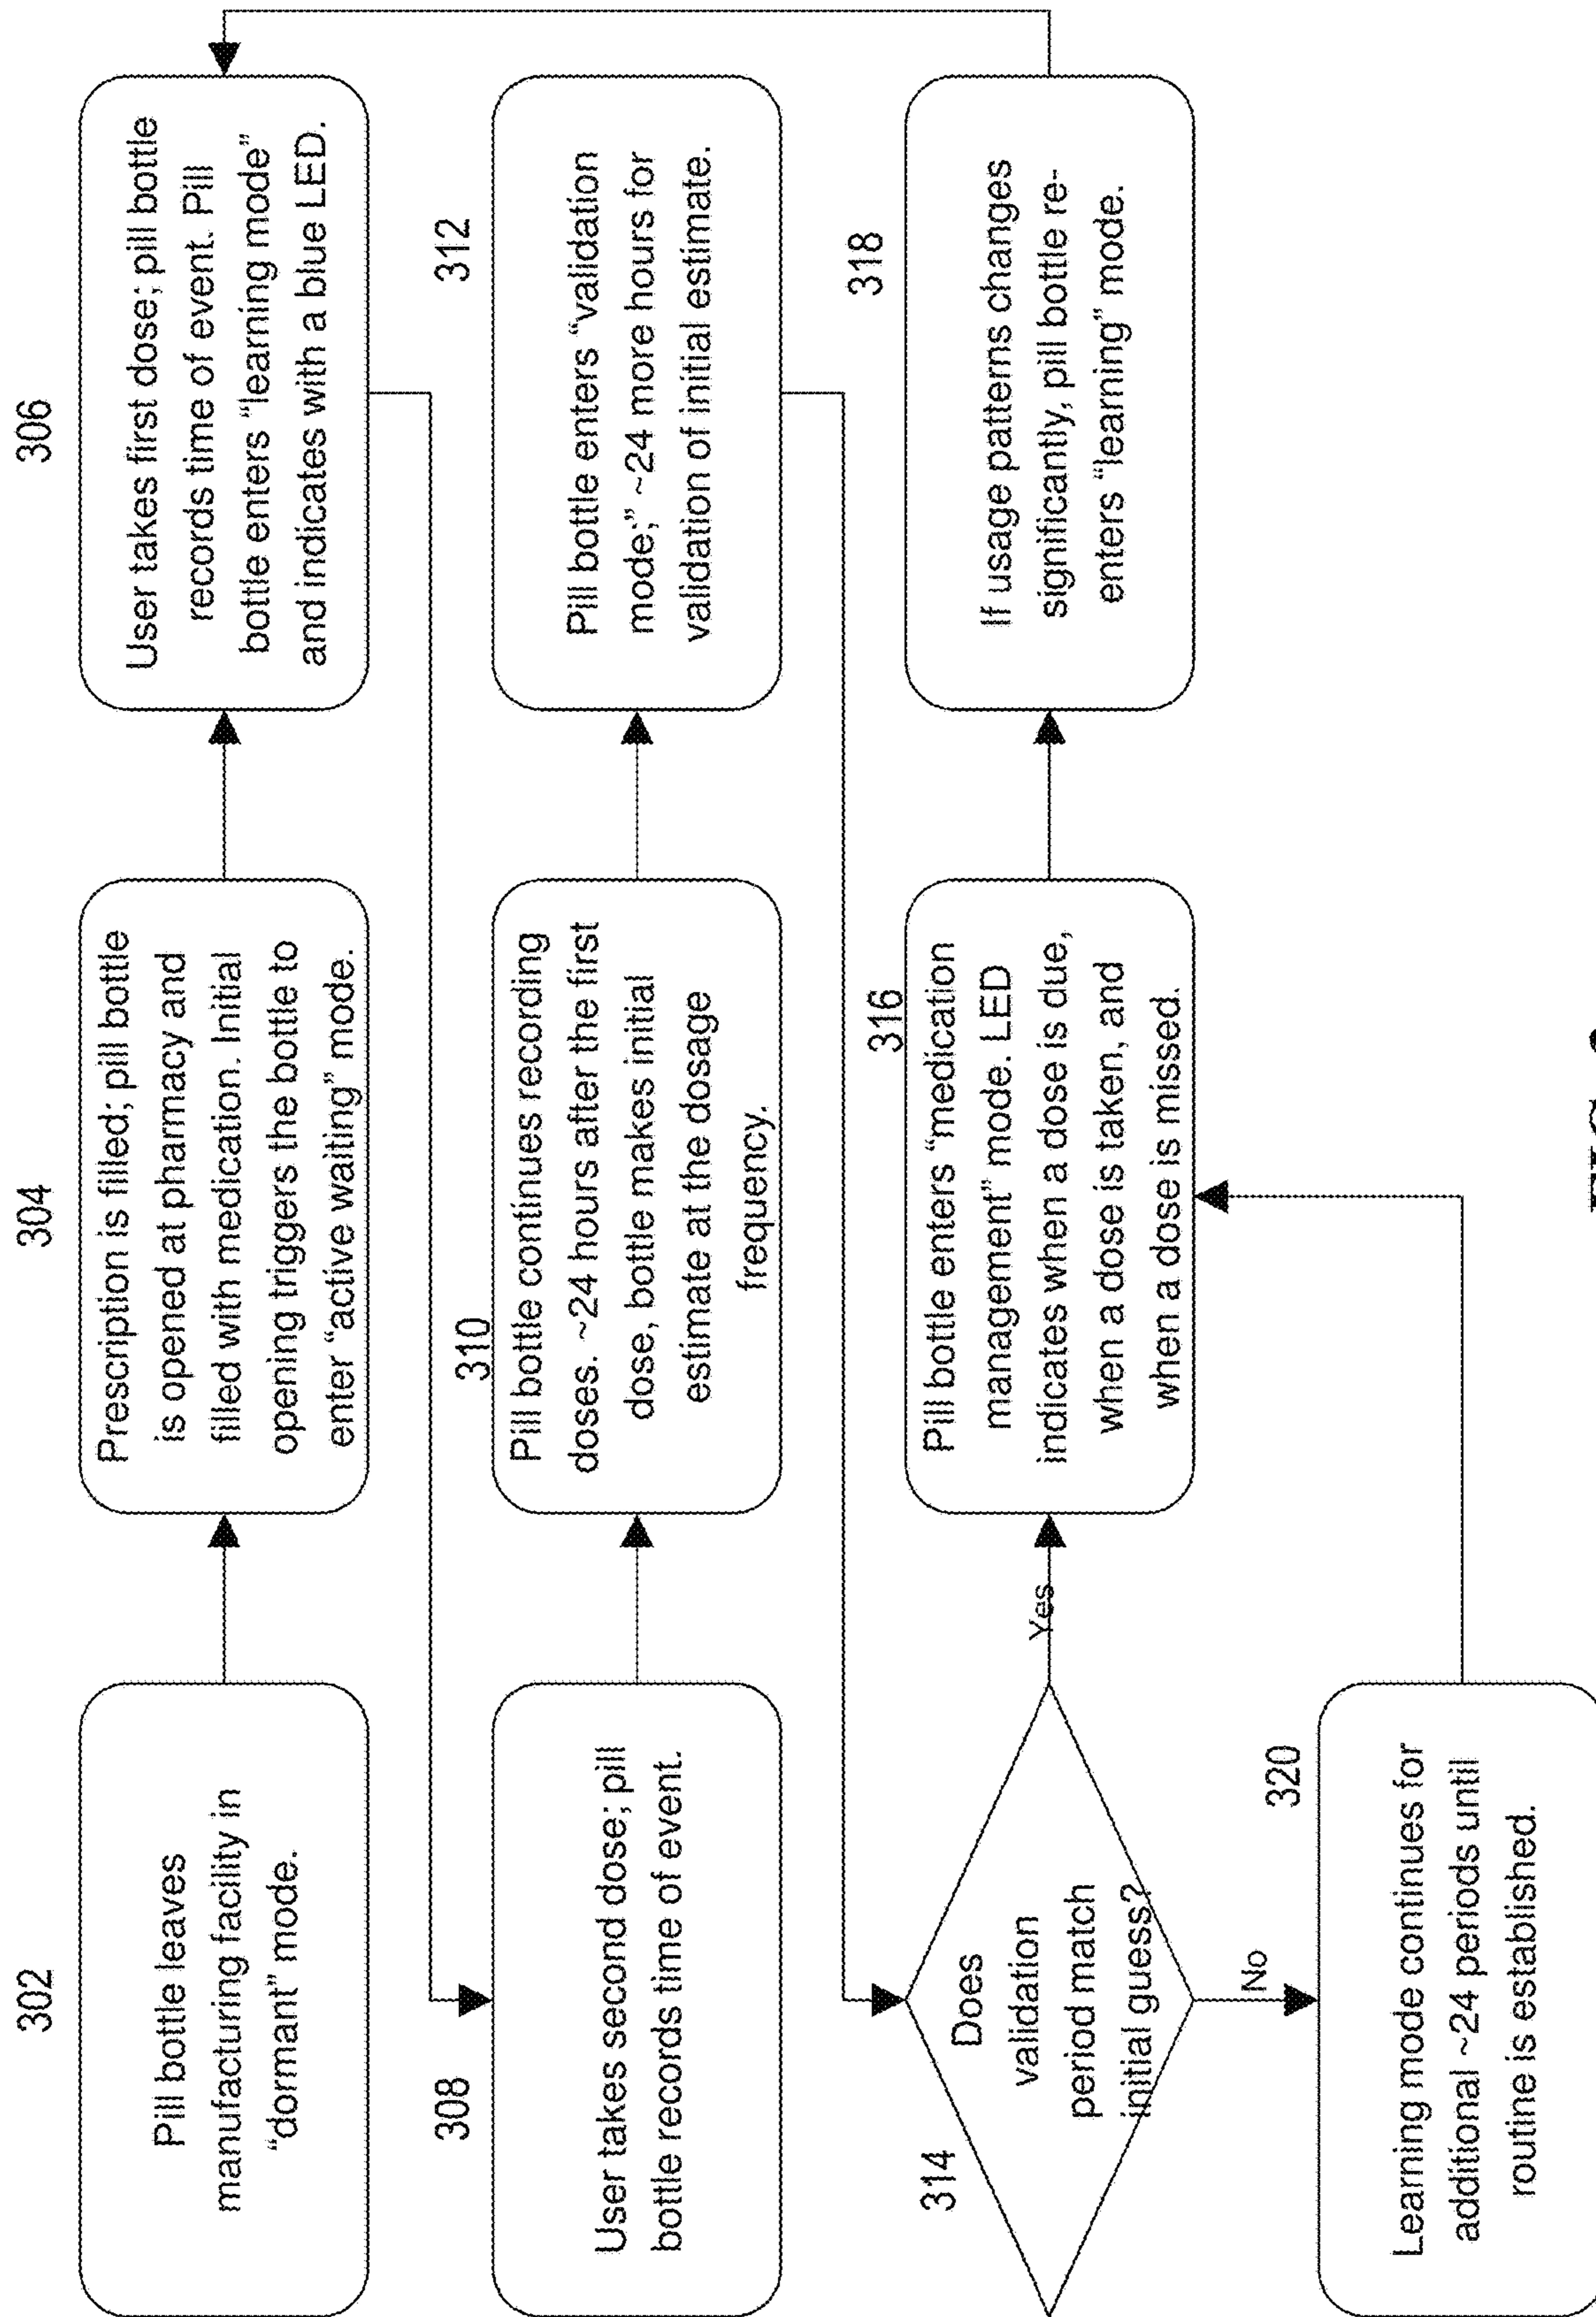 302
Pill bottle leaves
manufacturing facility in
“dormant” mode.
304
Prescription is filled; pill bottle
is opened at pharmacy and
filled with medication. Initial
opening triggers the bottle to
enter “active waiting” mode.
306
User takes first dose; pill bottle
records time of event. Pill
bottle enters “learning mode”
and indicates with a blue LED.
308
User takes second dose; pill
bottle records time of event.
310
Pill bottle continues recording
doses. ~24 hours after the first
dose, bottle makes initial
estimate at the dosage
frequency.
312
Pill bottle enters “validation
mode;” ~24 more hours for
validation of initial estimate.
314
Does
validation
period match
initial guess?
Yes
No
316
Pill bottle enters “medication
management” mode. LED
indicates when a dose is due,
when a dose is taken, and
when a dose is missed.
318
If usage patterns changes
significantly, pill bottle re-
enters “learning” mode.
320
Learning mode continues for
additional ~24 periods until
routine is established.